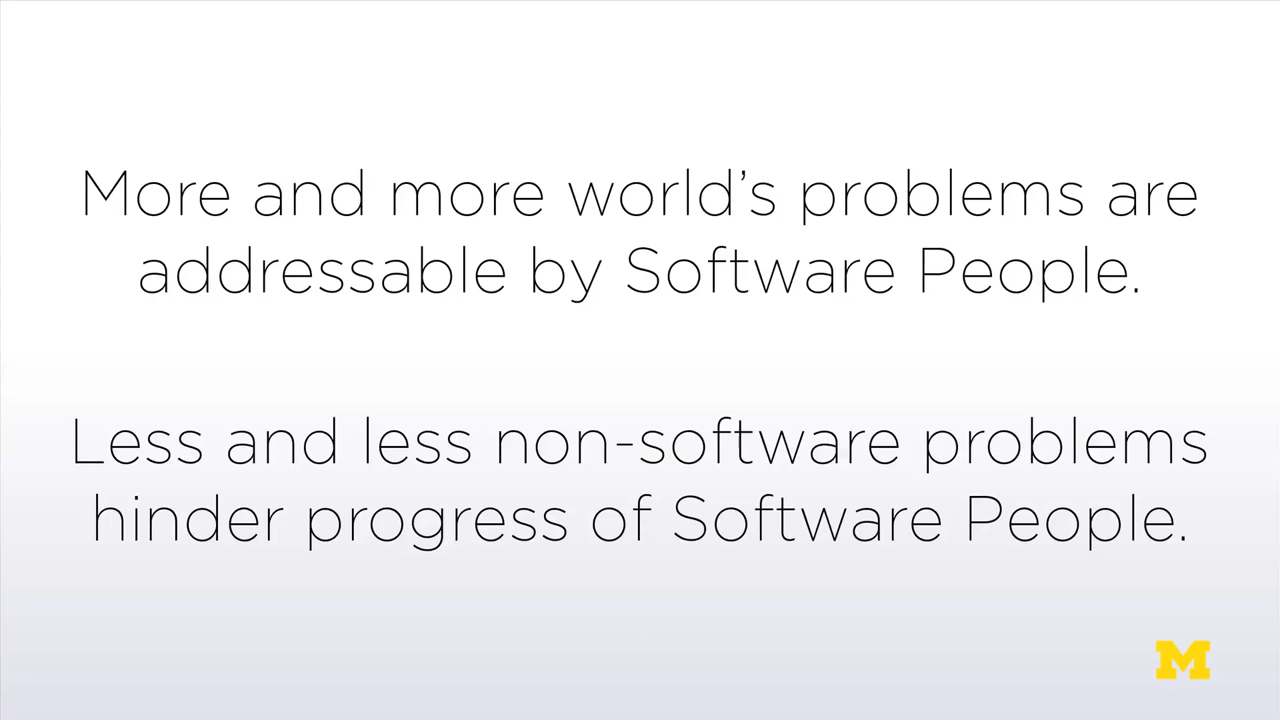 More and more world’s problems are
addressable by Software People.
Less and less non-software problems
hinder progress of Software People.
M